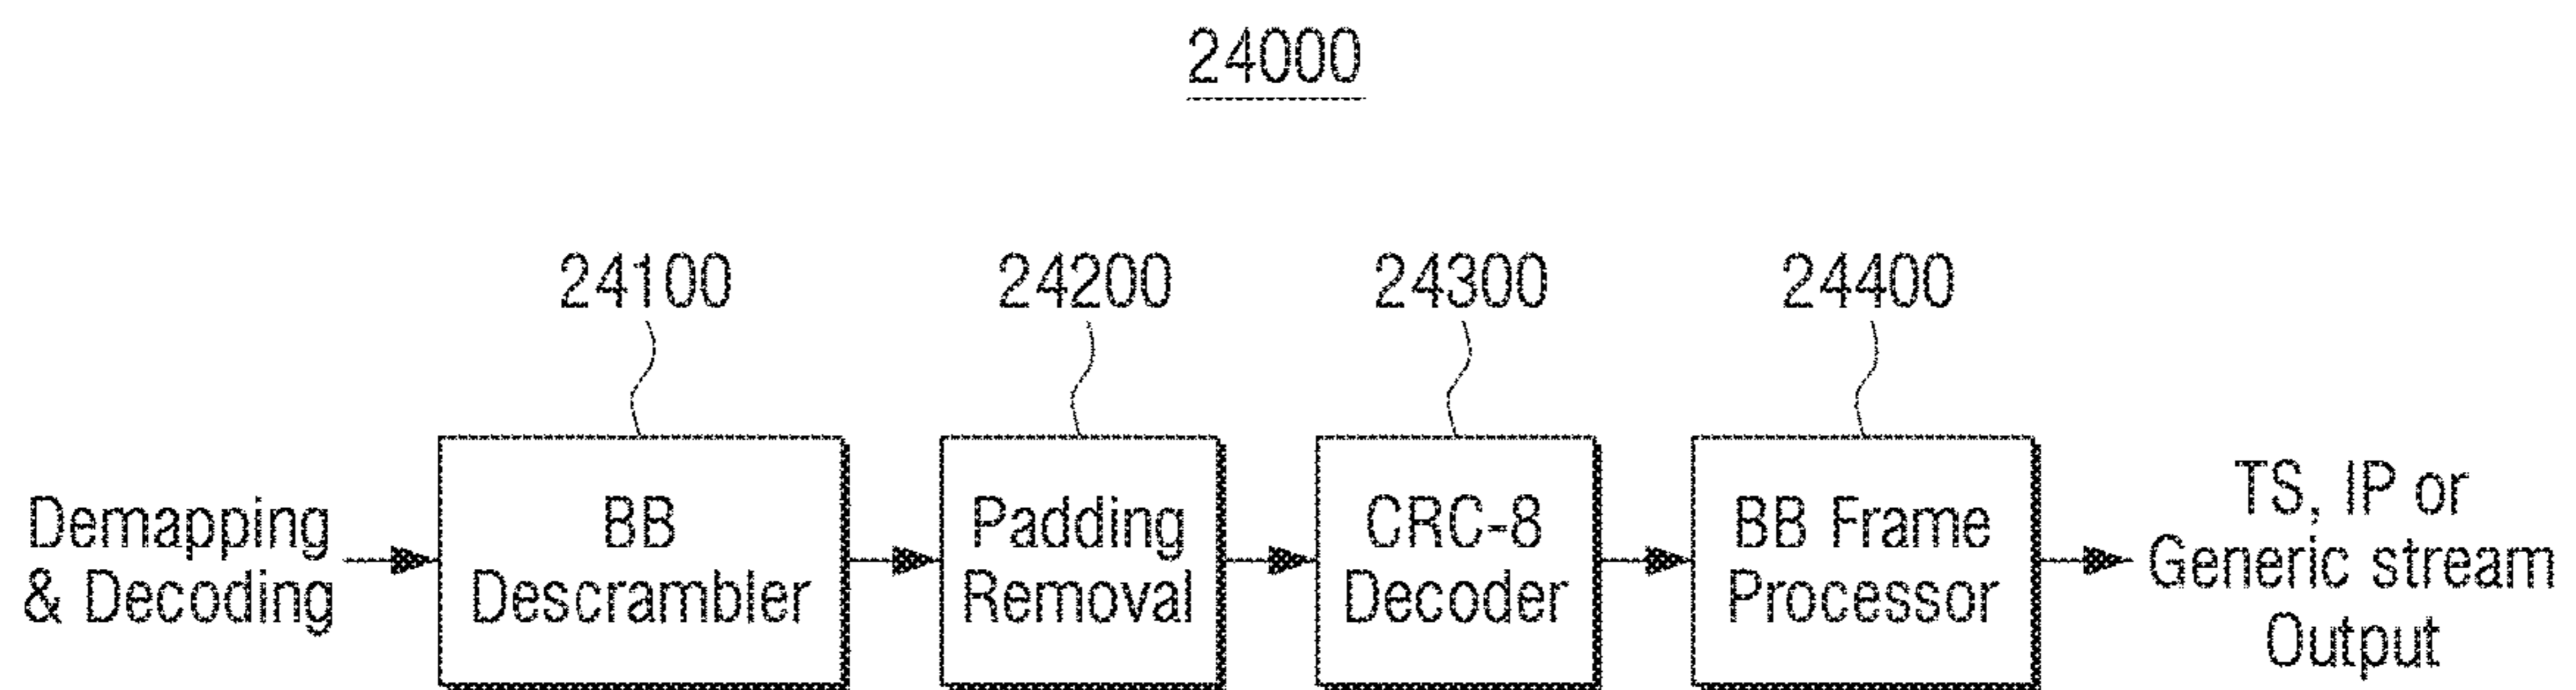 24000
24100
24200
24300
24400
Demapping
& Decoding
BB
Descrambler
Padding
Removal
CRC-8
Decoder
BB Frame
Processor
TS, IP or
Generic stream
Output